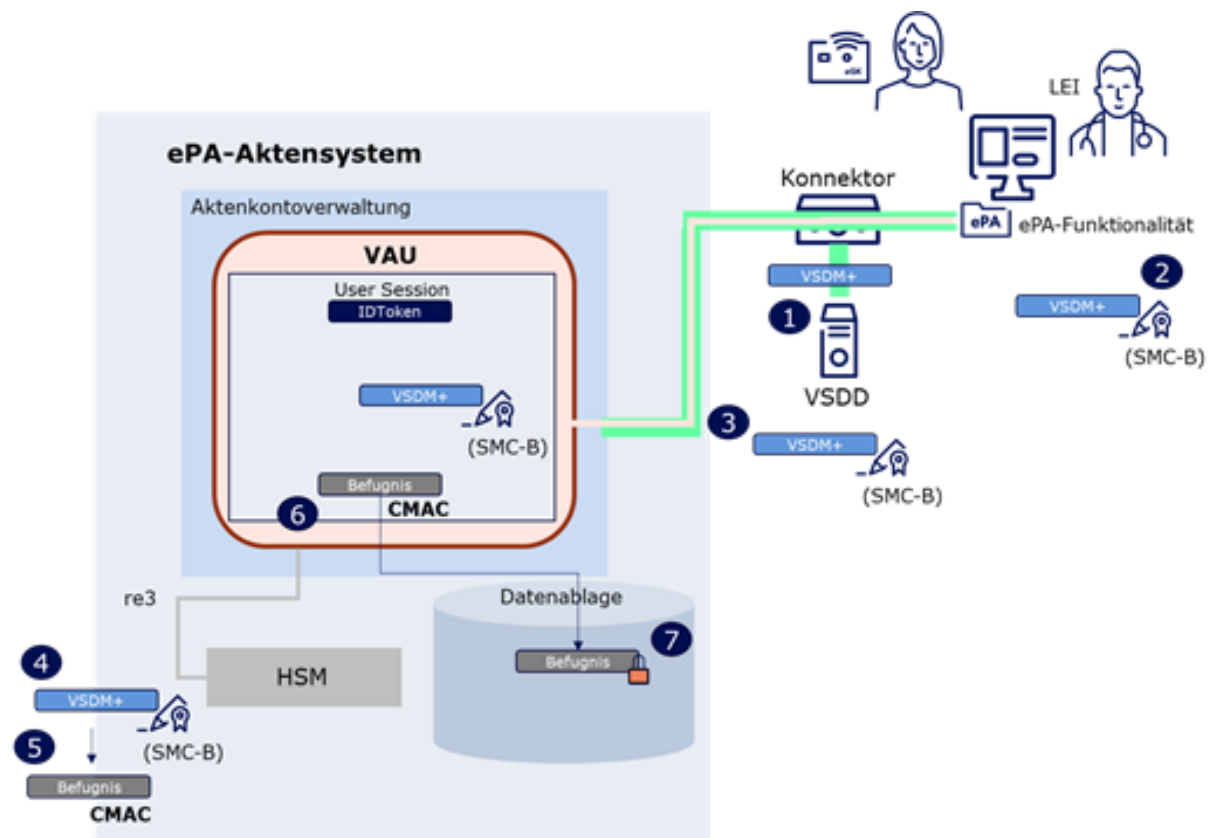 eGK
LEI
ePA-Aktensystem
Konnektor
Aktenkontoverwaltung
ePA
ePA-Funktionalität
VAU
VSDM+
2
User Session
IDToken
VSDM+
1
(SMC-B)
VSDM+
VSDD
3
VSDM+
(SMC-B)
(SMC-B)
Befugnis
CMAC
6
re3
Datenablage
4
HSM
Befugnis
7
VSDM+
(SMC-B)
5
Befugnis
CMAC